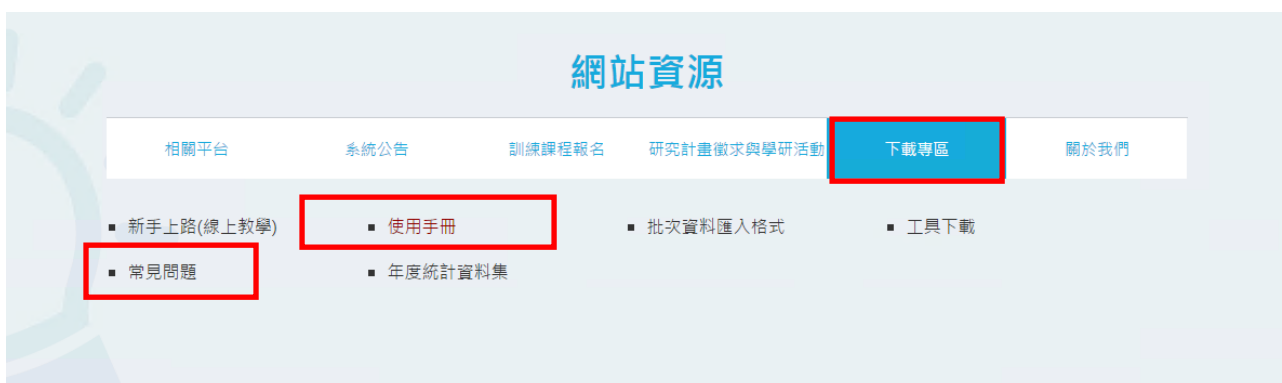 網站資源
相關平台 系統公告 訓練課程報名 研究計畫徵求與學研活動 下載專區 關於我們
新手上路(線上教學) 使用手冊 批次資料匯入格式 工具下載
常見問題 年度統計資料集